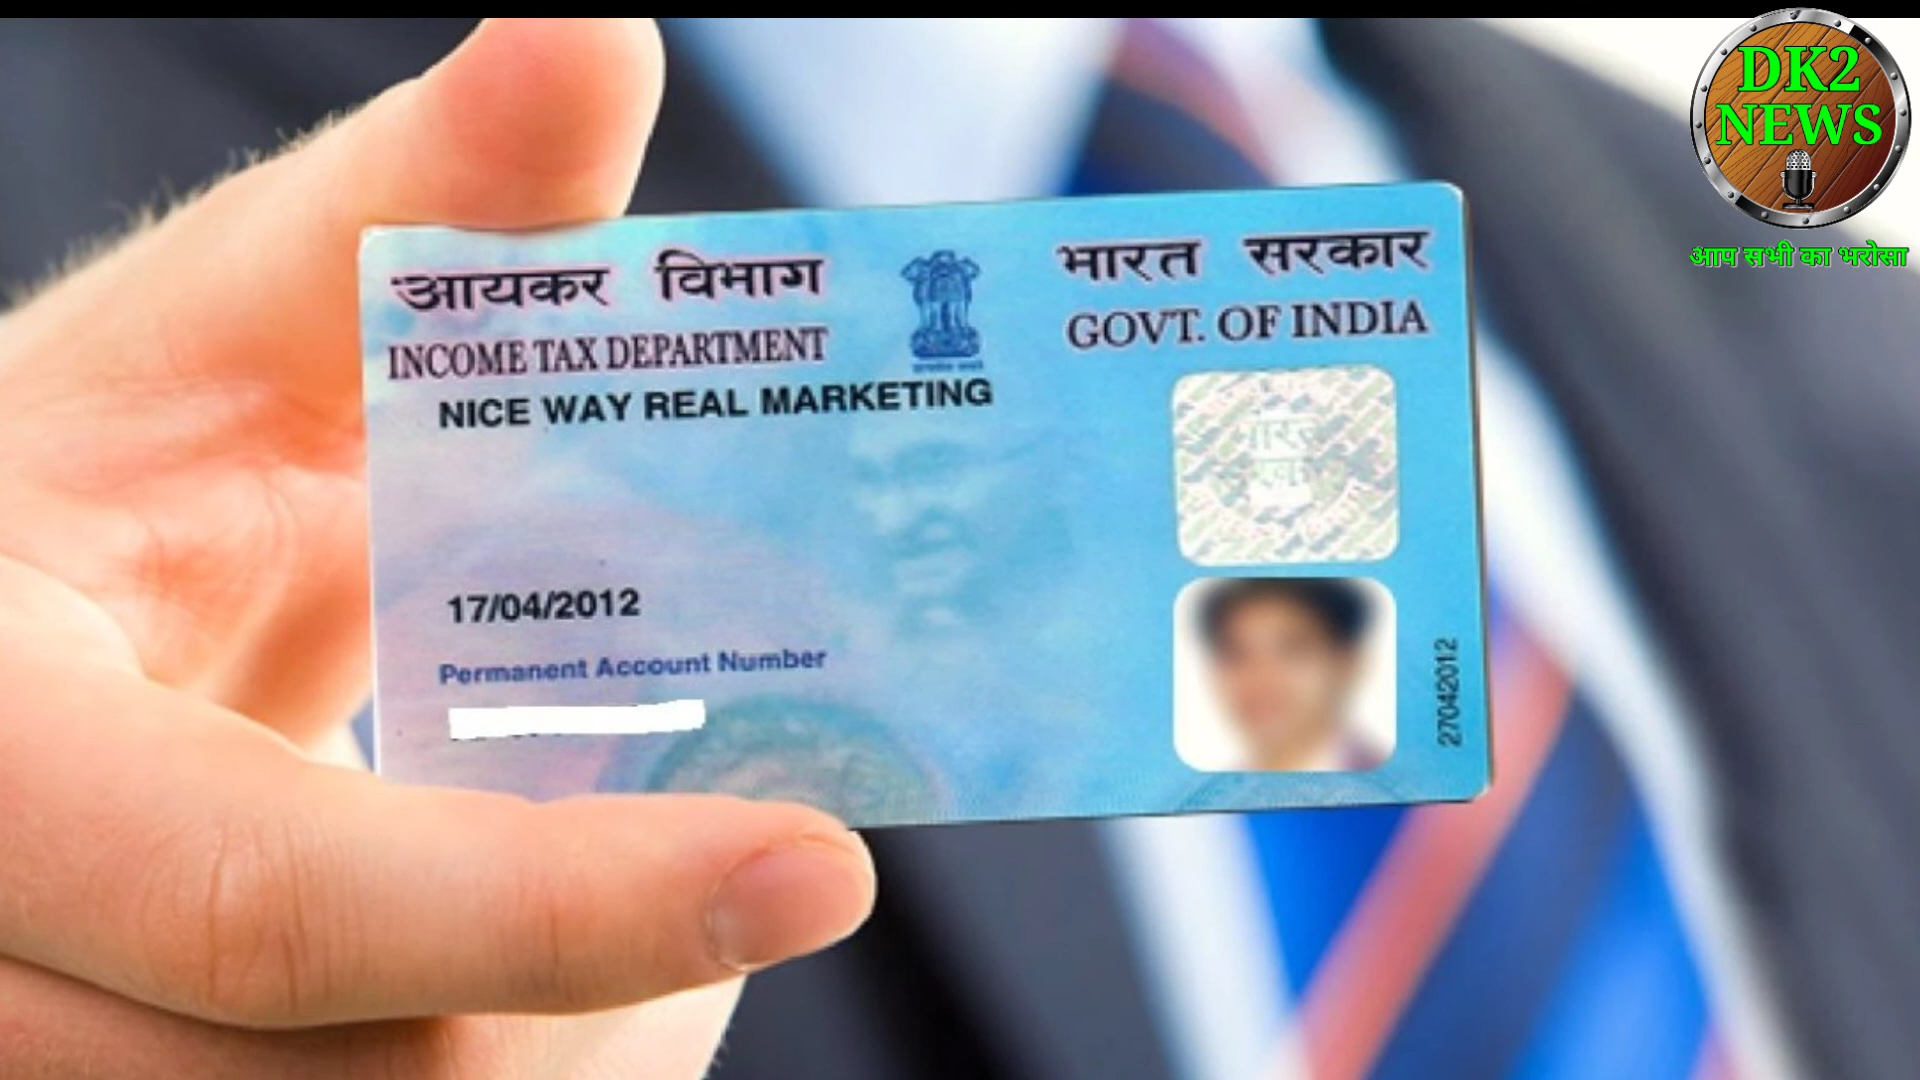 DK2
NEWS
आप सभी का भरोसा
आयकर विभाग
INCOME TAX DEPARTMENT
भारत सरकार
GOVT. OF INDIA
NICE WAY REAL MARKETING
17/04/2012
Permanent Account Number
27042012